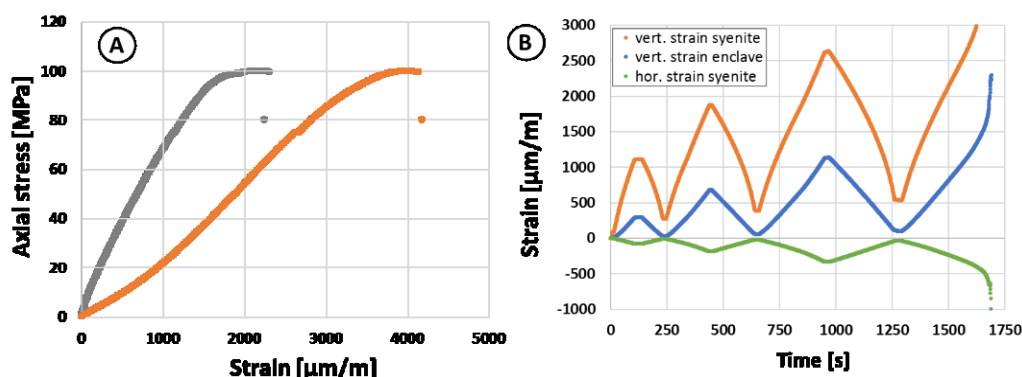 A
Axial stress [MPa]
120
100
80
60
40
20
0
0 1000 2000 3000 4000 5000
Strain [µm/m]
B
Strain [µm/m]
3000
2500
2000
1500
1000
500
0
-500
-1000
vert. strain syenite
vert. strain enclave
hor. strain syenite
0 250 500 750 1000 1250 1500 1750
Time [s]